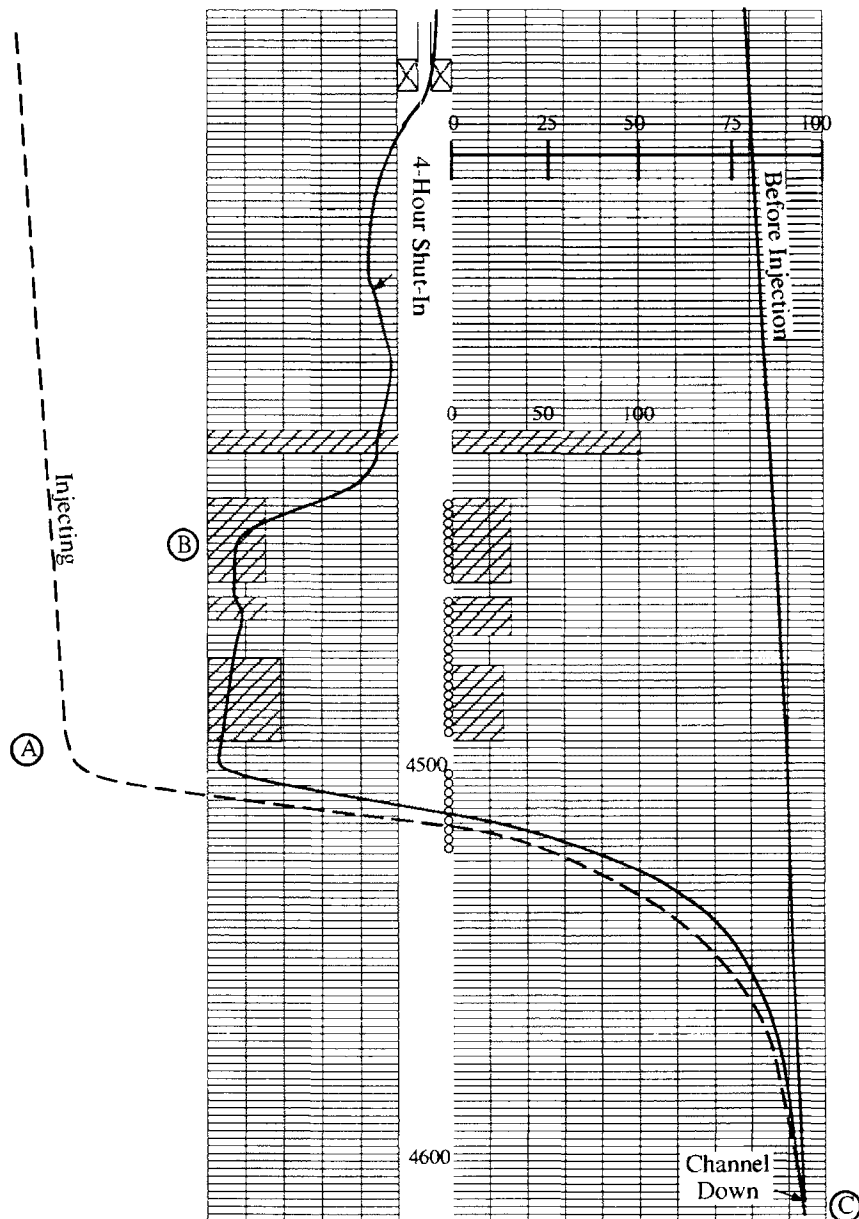 0 25 50 75 100
4-Hour Shut-In
Before Injection
0 50 100
Injecting
B
A
4500
4600
Channel
Down
C